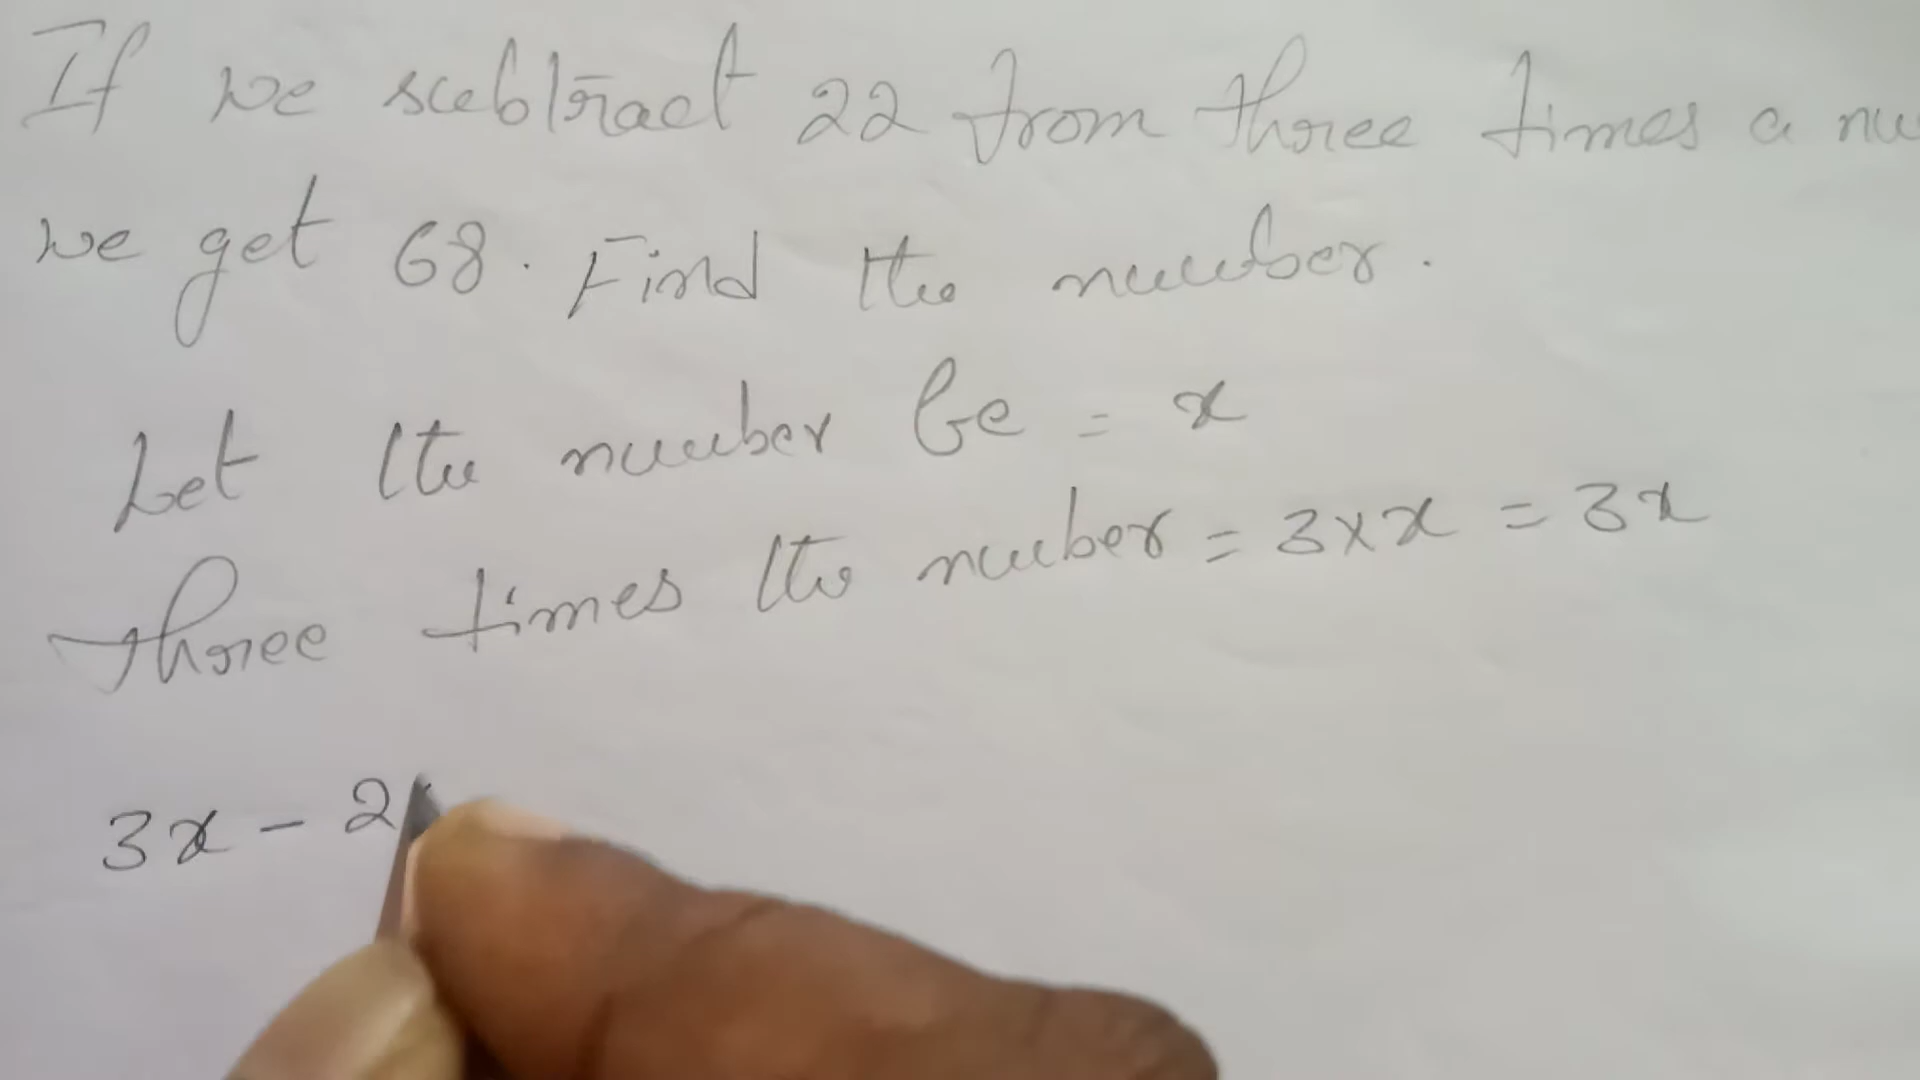 If we subtract 22 from three times a nu
we get 68. Find the number.
Let the number be = x
three times the number = 3 x x = 3x
3x - 2